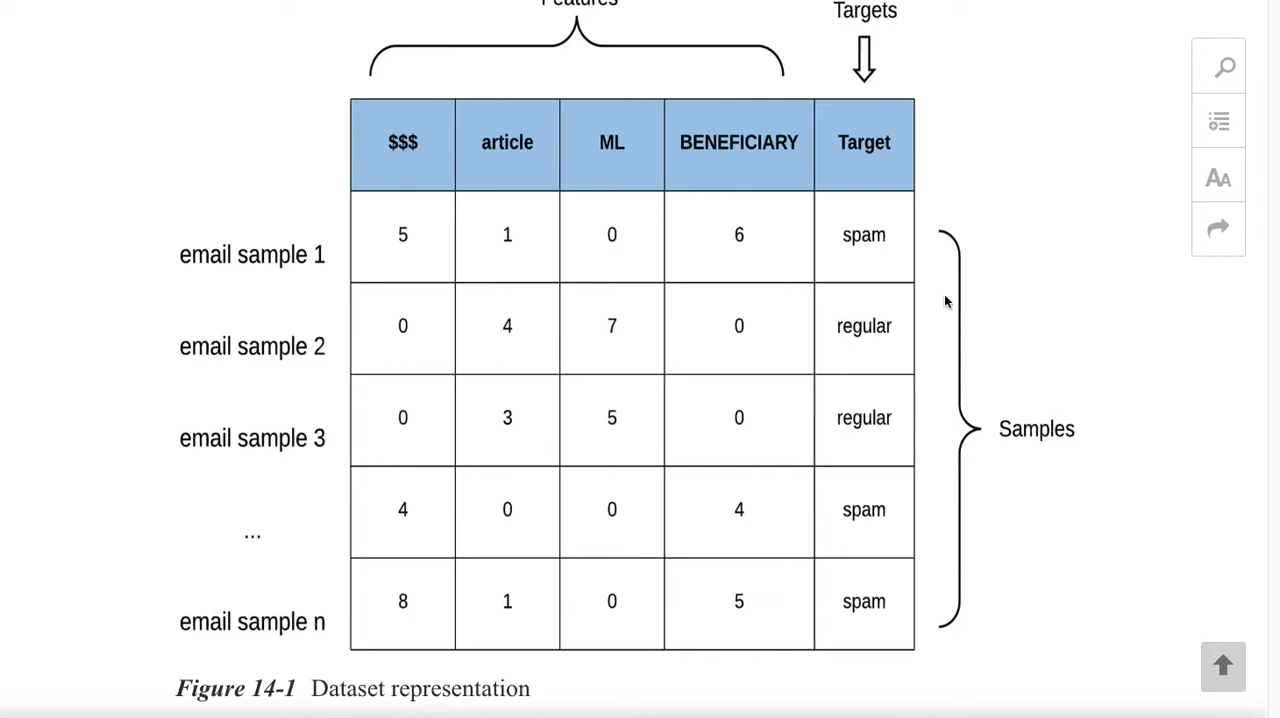 Features
Targets
$$$ article ML BENEFICIARY Target
email sample 1 5 1 0 6 spam
email sample 2 0 4 7 0 regular
email sample 3 0 3 5 0 regular
Samples
... 4 0 0 4 spam
email sample n 8 1 0 5 spam
Figure 14-1 Dataset representation
AA